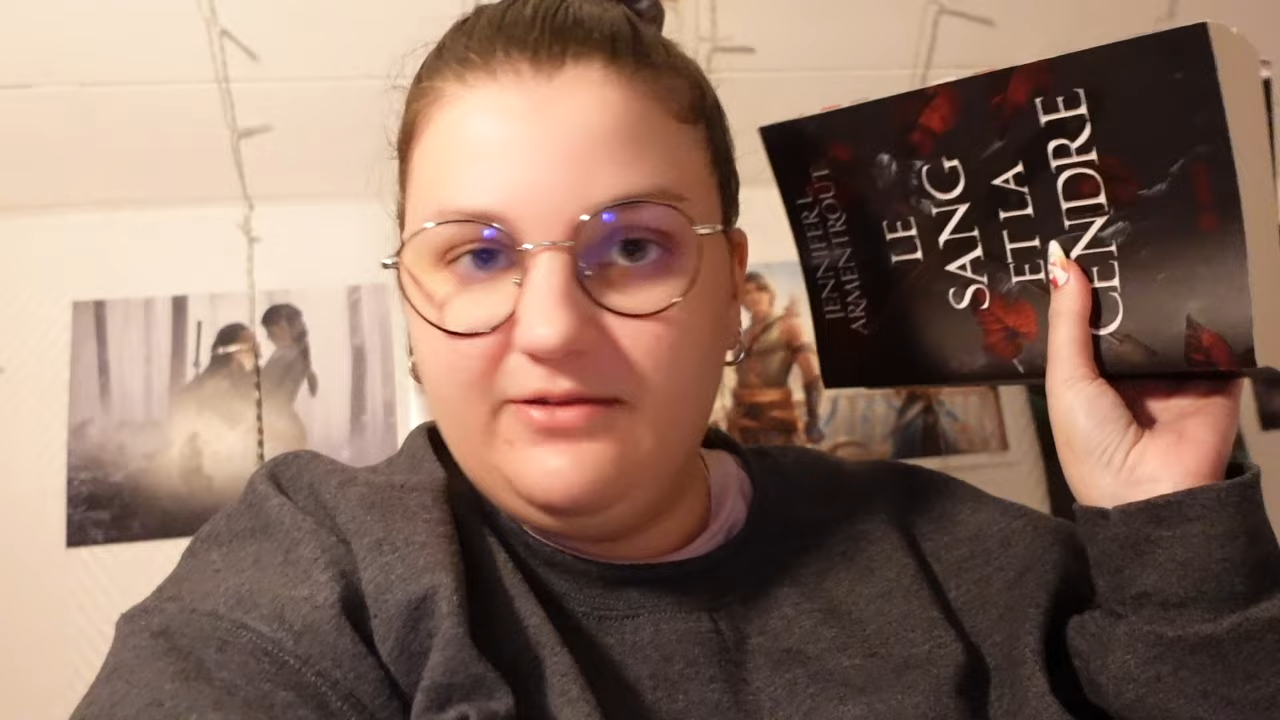 JENNIFER L.
ARMENTROUT
LE
SANG
ET LA
CENDRE